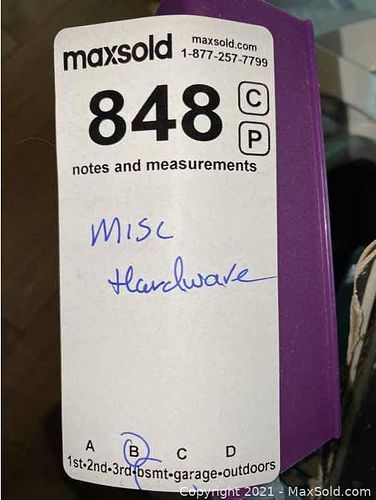 maxsold maxsold.com
1-877-257-7799
848 C
P
notes and measurements
Misc
Hardware
A B C D
1st•2nd•3rd•bsmt•garage•outdoors
Copyright 2021 - MaxSold.com